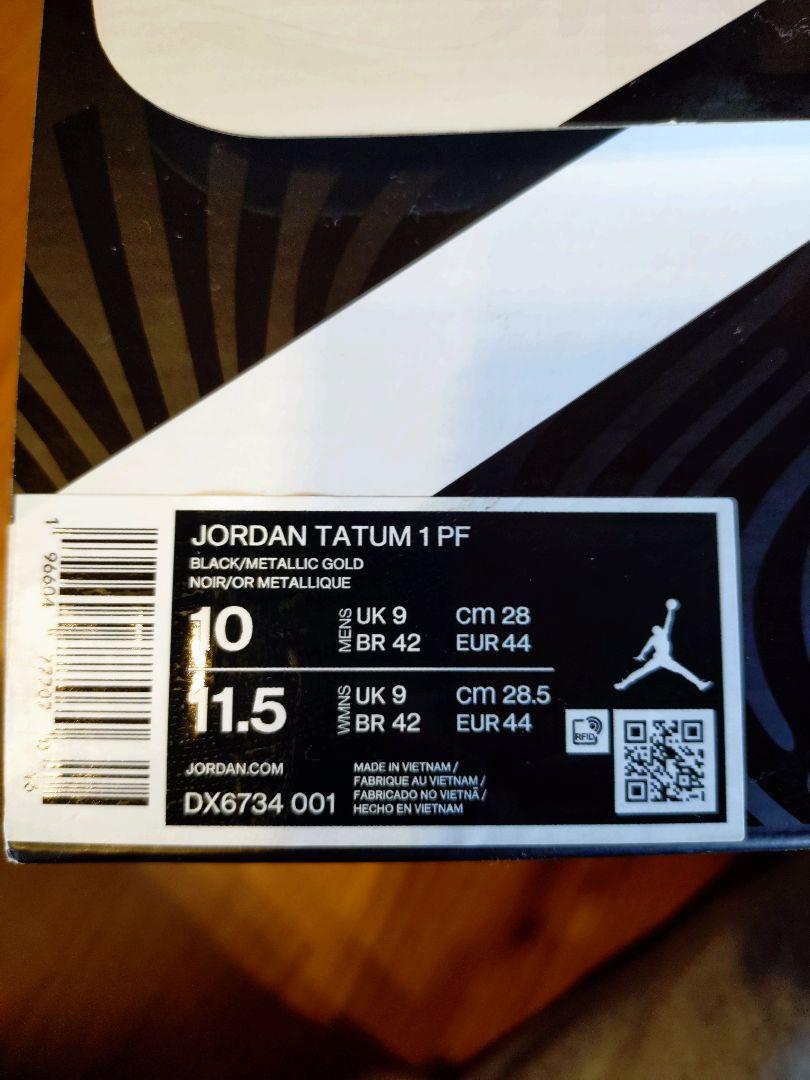 JORDAN TATUM 1 PF
BLACK/METALLIC GOLD
NOIR/OR METALLIQUE
10
MENS
UK 9
CM 28
BR 42
EUR 44
11.5
WMNS
UK 9
CM 28.5
BR 42
EUR 44
RFID
JORDAN.COM
DX6734 001
MADE IN VIETNAM /
FABRIQUE AU VIETNAM /
FABRICADO NO VIETNÃ /
HECHO EN VIETNAM
1 96604